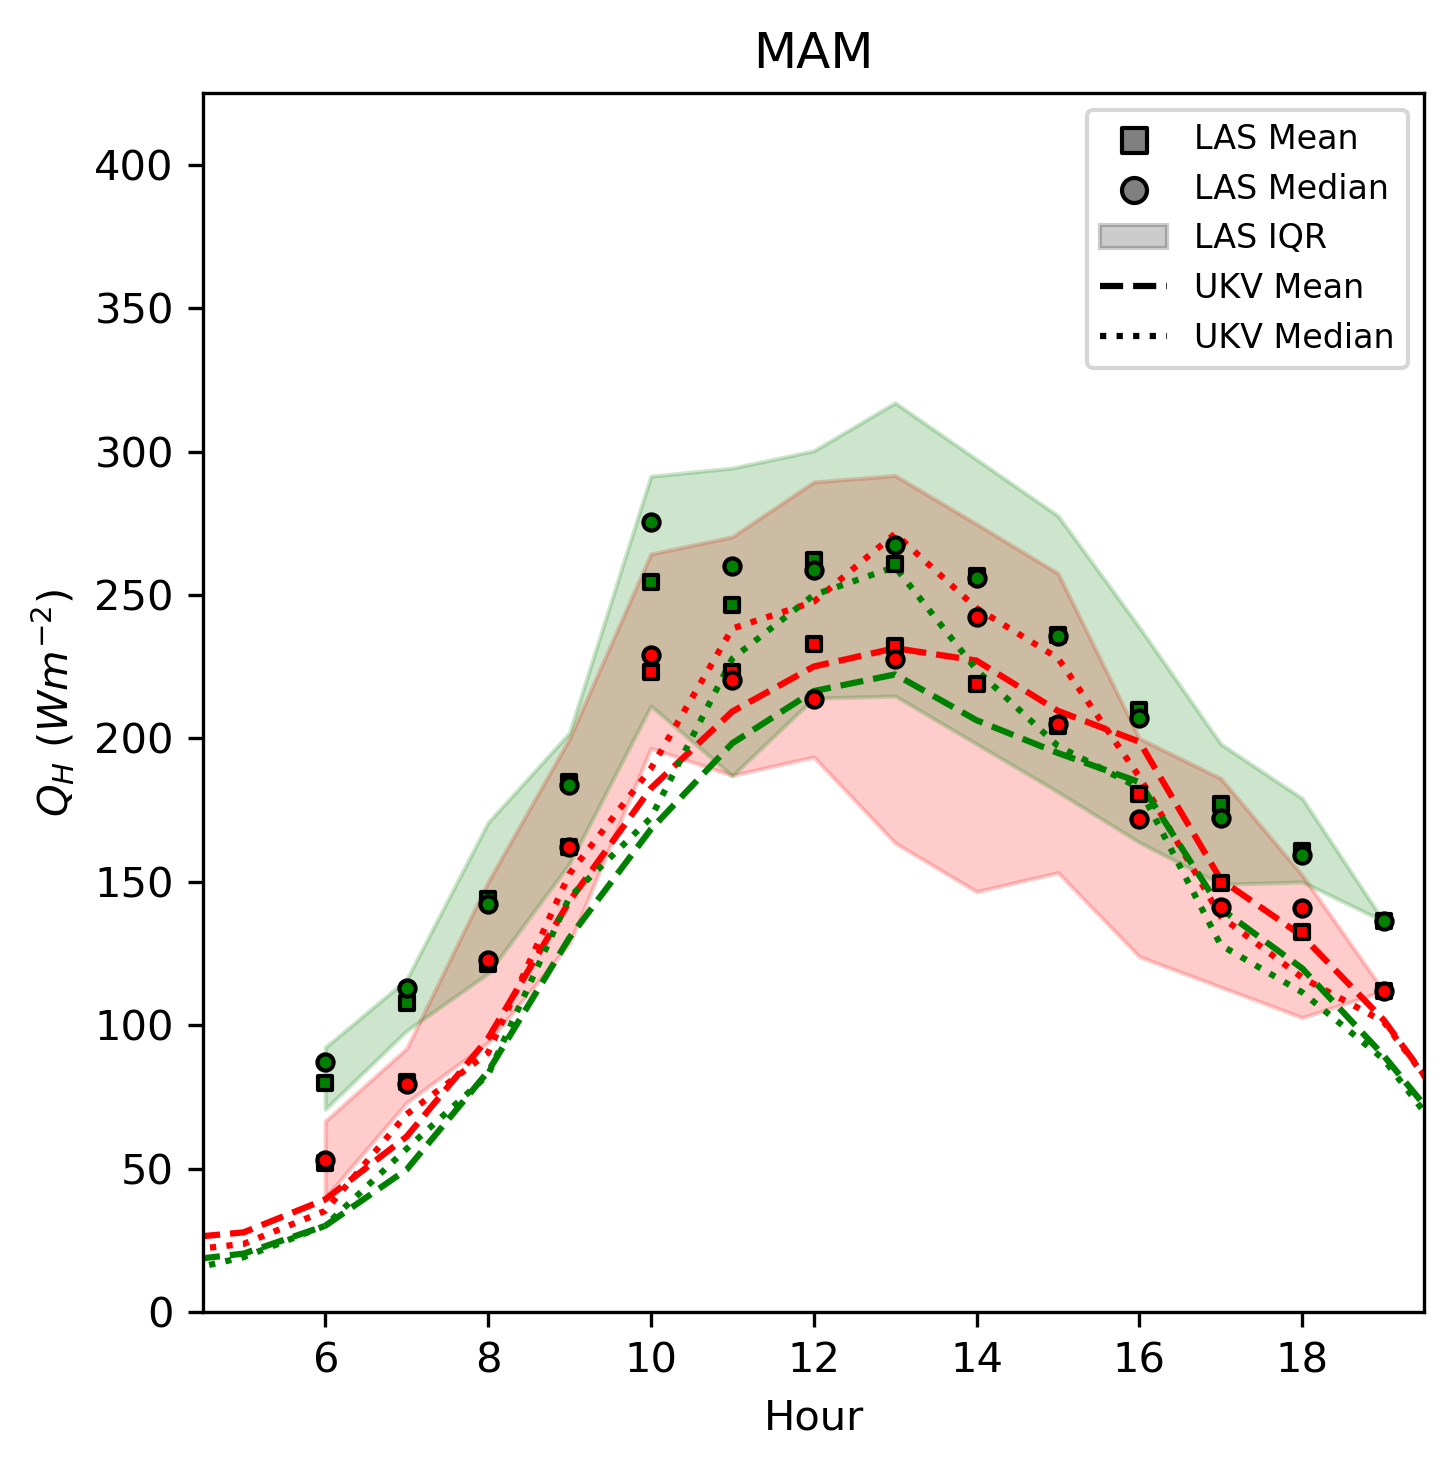 MAM
LAS Mean
LAS Median
LAS IQR
UKV Mean
UKV Median
400
350
300
250
200
150
100
50
0
Q_H (Wm⁻²)
6 8 10 12 14 16 18
Hour